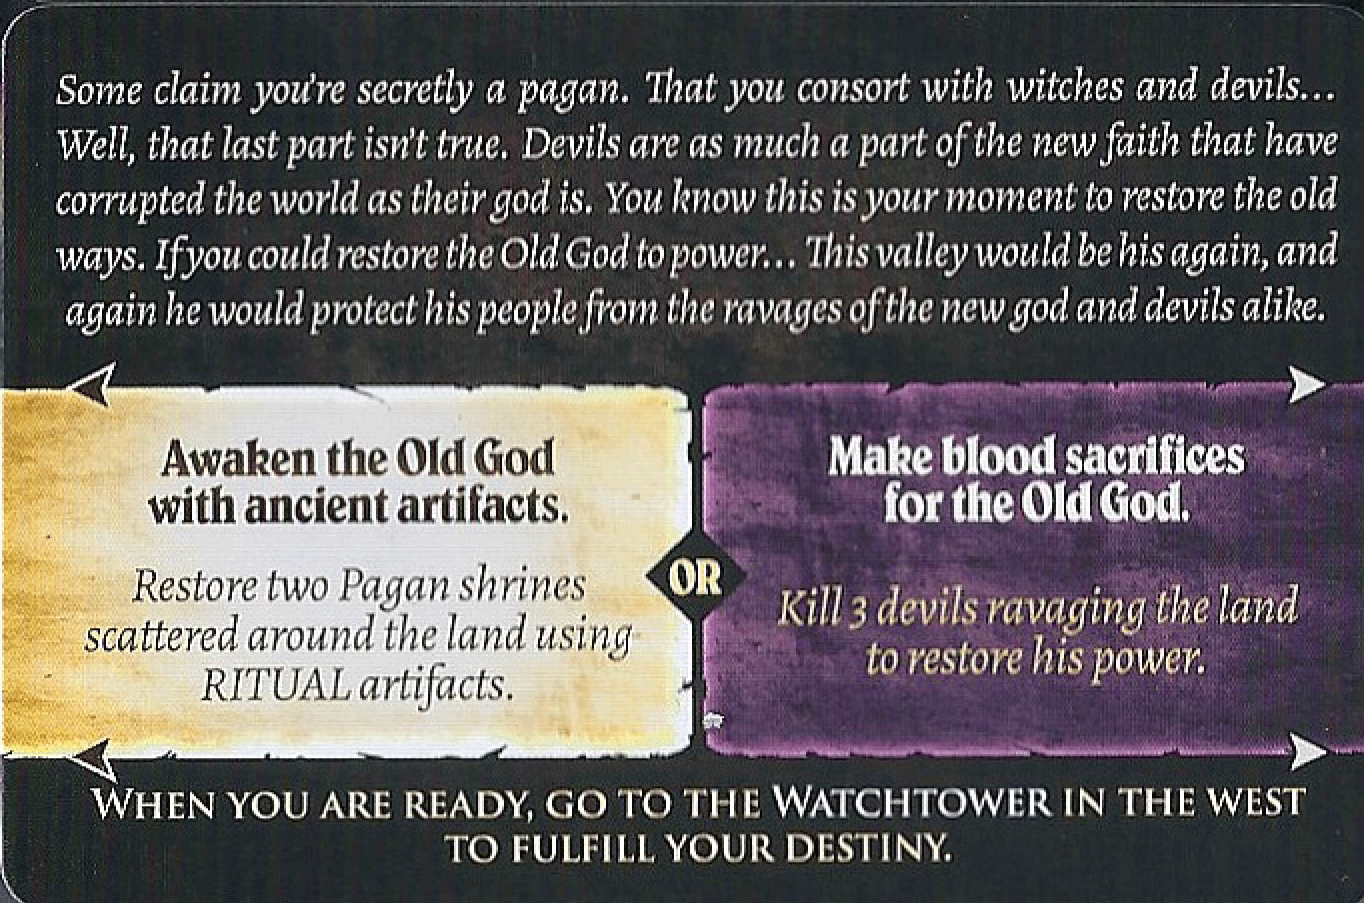 Some claim you're secretly a pagan. That you consort with witches and devils...
Well, that last part isn't true. Devils are as much a part of the new faith that have
corrupted the world as their god is. You know this is your moment to restore the old
ways. If you could restore the Old God to power... This valley would be his again, and
again he would protect his people from the ravages of the new god and devils alike.
Awaken the Old God
with ancient artifacts.
Restore two Pagan shrines
scattered around the land using
RITUAL artifacts.
OR
Make blood sacrifices
for the Old God.
Kill 3 devils ravaging the land
to restore his power.
WHEN YOU ARE READY, GO TO THE WATCHTOWER IN THE WEST
TO FULFILL YOUR DESTINY.